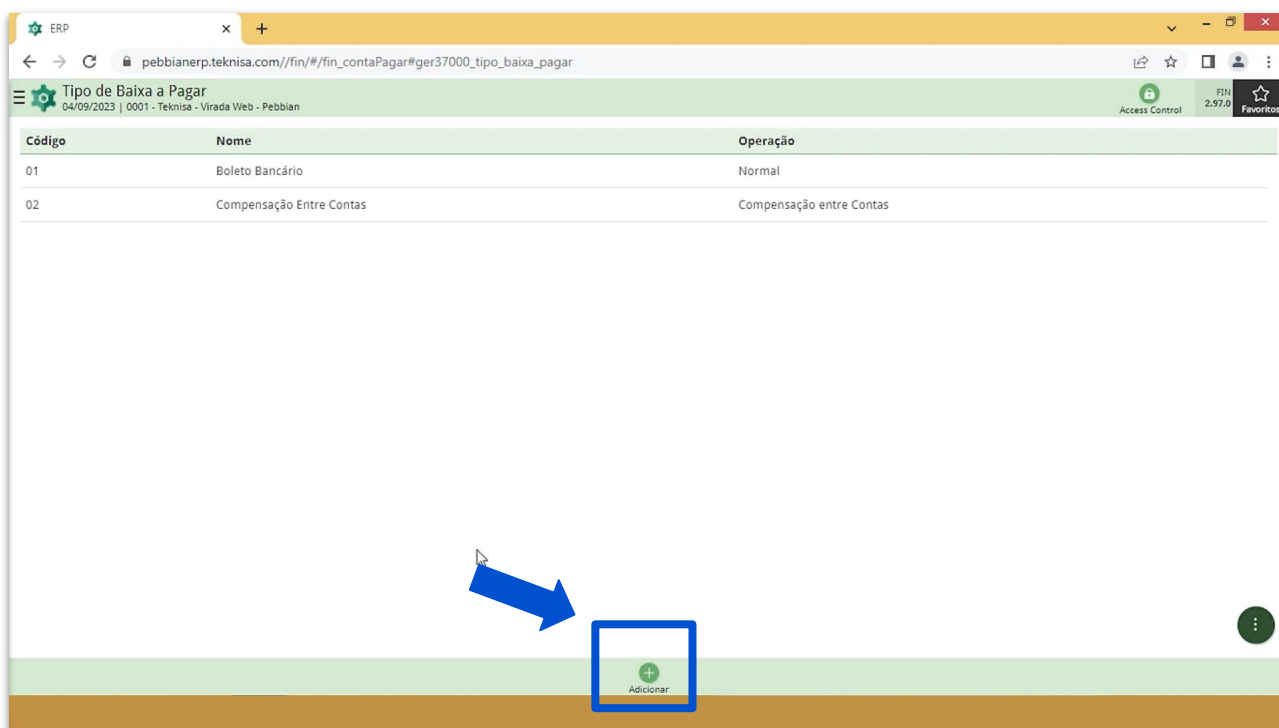 ERP
pebbianerp.teknisa.com//fin/#/fin_contaPagar#ger37000_tipo_baixa_pagar
Tipo de Baixa a Pagar
04/09/2023 | 0001 - Teknisa - Virada Web - Pebbian
Access Control
FIN
2.97.0
Favoritos
Código Nome Operação
01 Boleto Bancário Normal
02 Compensação Entre Contas Compensação entre Contas
Adicionar